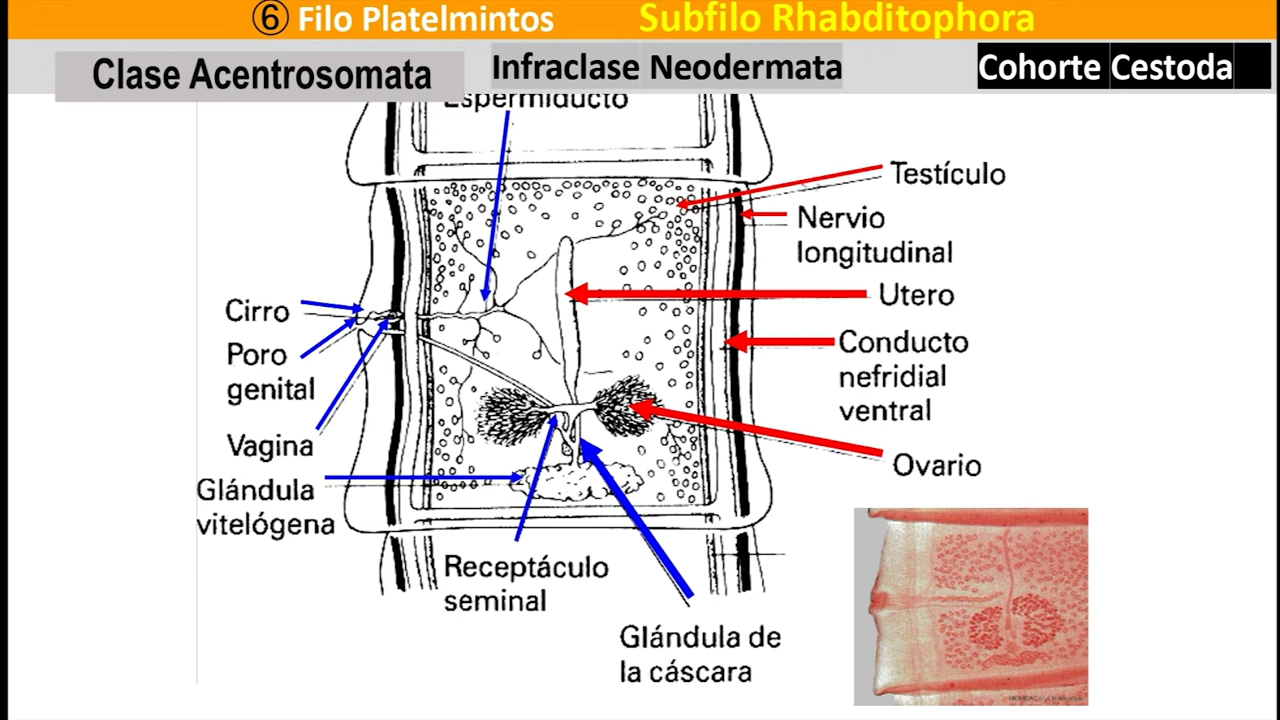 ⑥ Filo Platelmintos Subfilo Rhabditophora
Clase Acentrosomata Infraclase Neodermata Cohorte Cestoda
Espermiducto
Testículo
Nervio
longitudinal
Utero
Cirro
Poro
genital
Conducto
nefridial
ventral
Vagina
Ovario
Glándula
vitelógena
Receptáculo
seminal
Glándula de
la cáscara